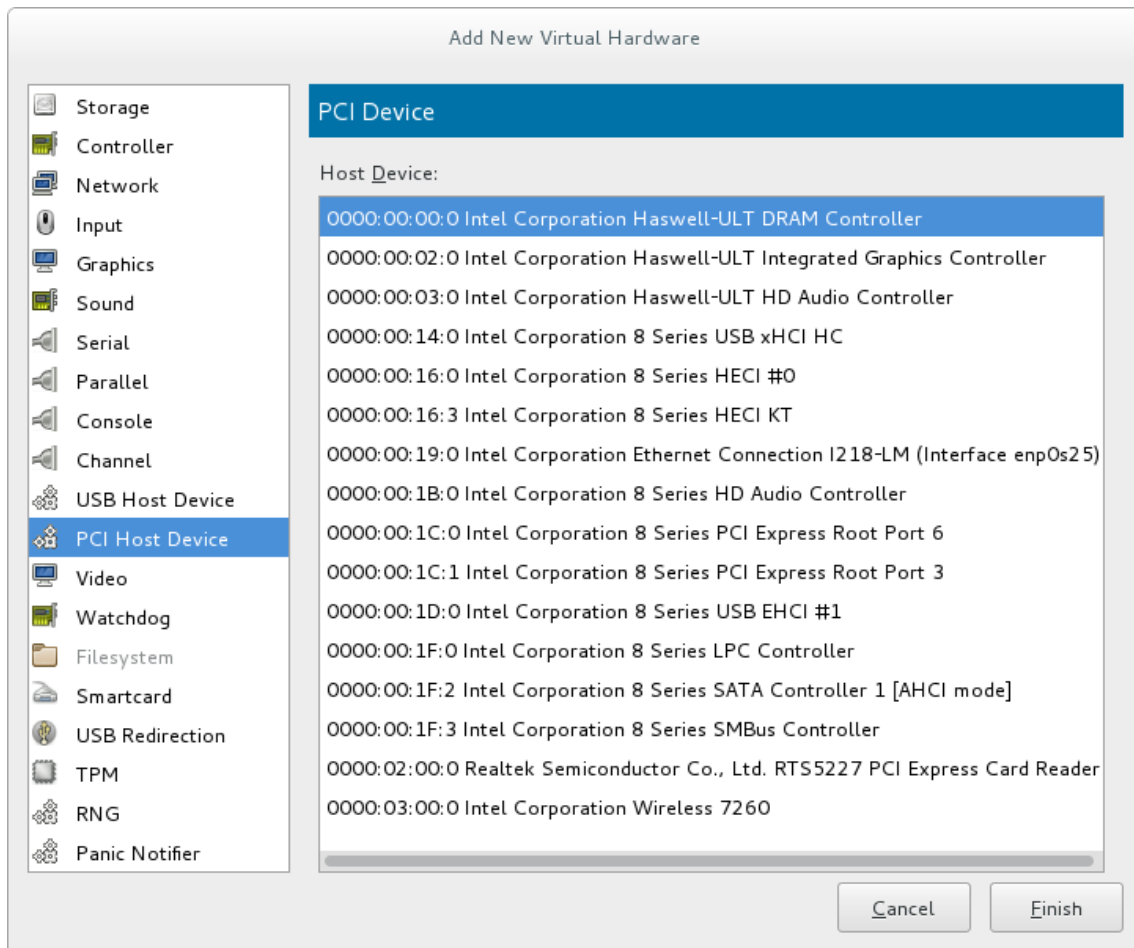 Add New Virtual Hardware
Storage
Controller
Network
Input
Graphics
Sound
Serial
Parallel
Console
Channel
USB Host Device
PCI Host Device
Video
Watchdog
Filesystem
Smartcard
USB Redirection
TPM
RNG
Panic Notifier
PCI Device
Host Device:
0000:00:00:0 Intel Corporation Haswell-ULT DRAM Controller
0000:00:02:0 Intel Corporation Haswell-ULT Integrated Graphics Controller
0000:00:03:0 Intel Corporation Haswell-ULT HD Audio Controller
0000:00:14:0 Intel Corporation 8 Series USB xHCI HC
0000:00:16:0 Intel Corporation 8 Series HECI #0
0000:00:16:3 Intel Corporation 8 Series HECI KT
0000:00:19:0 Intel Corporation Ethernet Connection I218-LM (Interface enp0s25)
0000:00:1B:0 Intel Corporation 8 Series HD Audio Controller
0000:00:1C:0 Intel Corporation 8 Series PCI Express Root Port 6
0000:00:1C:1 Intel Corporation 8 Series PCI Express Root Port 3
0000:00:1D:0 Intel Corporation 8 Series USB EHCI #1
0000:00:1F:0 Intel Corporation 8 Series LPC Controller
0000:00:1F:2 Intel Corporation 8 Series SATA Controller 1 [AHCI mode]
0000:00:1F:3 Intel Corporation 8 Series SMBus Controller
0000:02:00:0 Realtek Semiconductor Co., Ltd. RTS5227 PCI Express Card Reader
0000:03:00:0 Intel Corporation Wireless 7260
Cancel
Finish